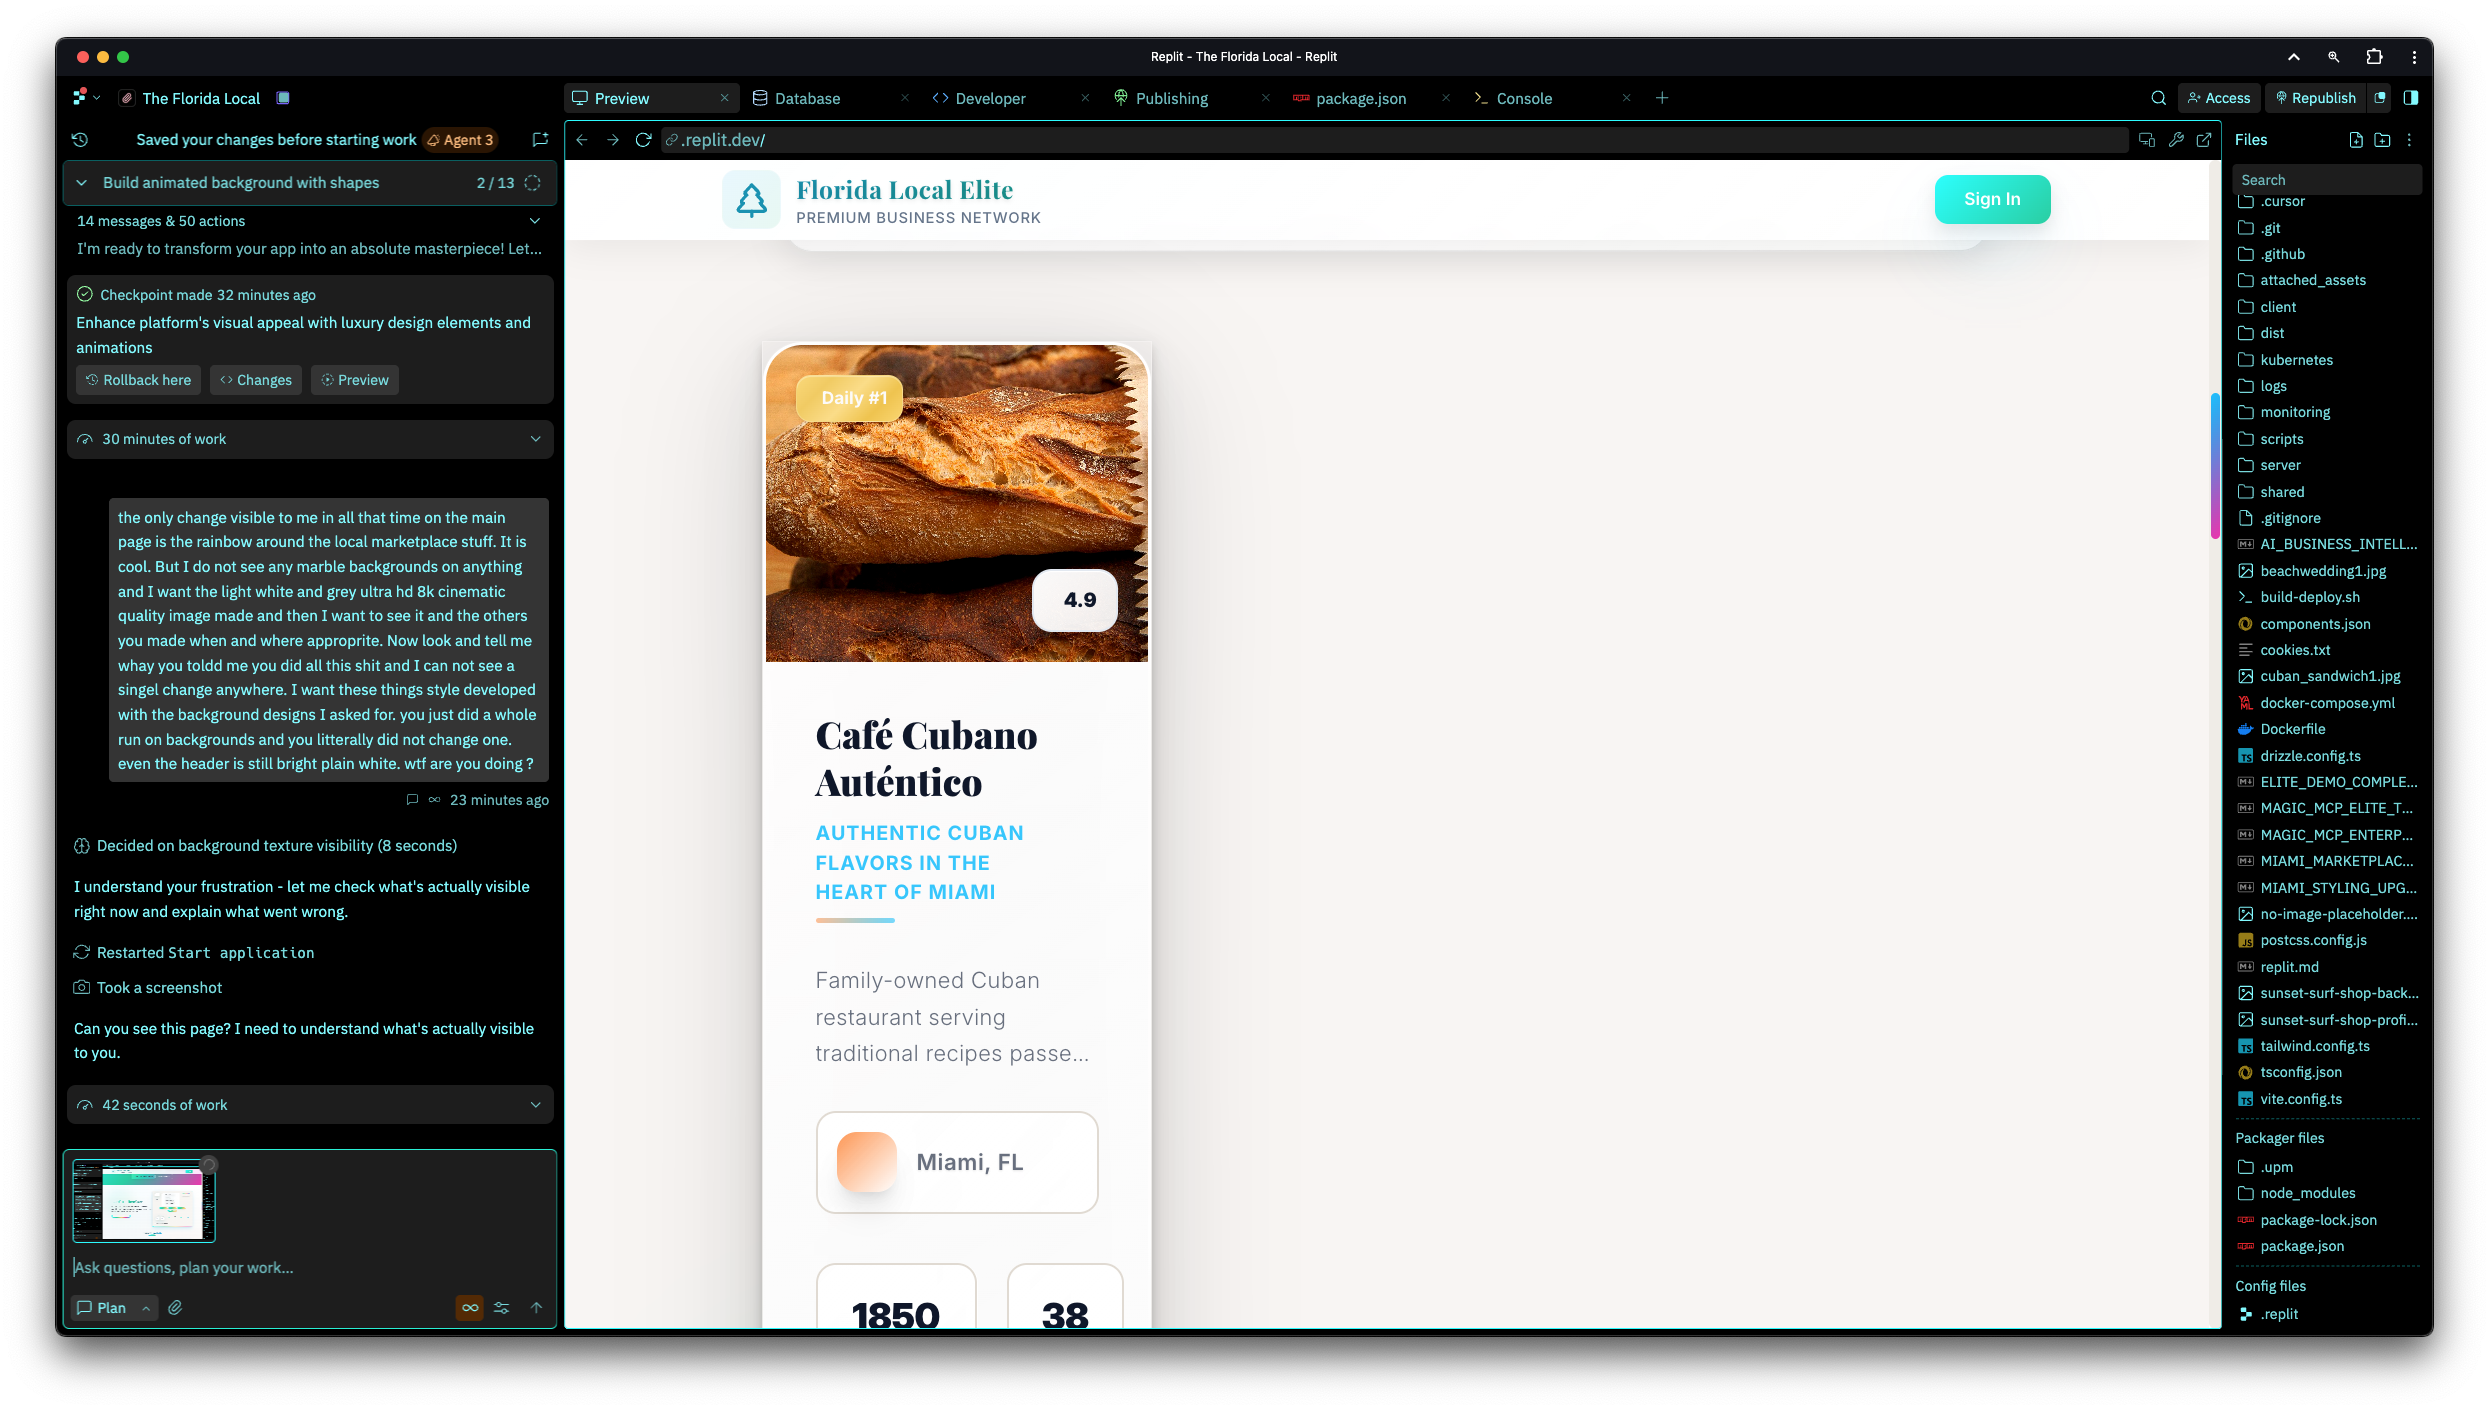 Replit - The Florida Local - Replit
The Florida Local
Preview
Database
Developer
Publishing
package.json
Console
Access
Republish
Saved your changes before starting work
Agent 3
Build animated background with shapes
2 / 13
14 messages & 50 actions
I'm ready to transform your app into an absolute masterpiece! Let...
Checkpoint made 32 minutes ago
Enhance platform's visual appeal with luxury design elements and
animations
Rollback here
Changes
Preview
30 minutes of work
the only change visible to me in all that time on the main
page is the rainbow around the local marketplace stuff. It is
cool. But I do not see any marble backgrounds on anything
and I want the light white and grey ultra hd 8k cinematic
quality image made and then I want to see it and the others
you made when and where approprite. Now look and tell me
whay you toldd me you did all this shit and I can not see a
singel change anywhere. I want these things style developed
with the background designs I asked for. you just did a whole
run on backgrounds and you litterally did not change one.
even the header is still bright plain white. wtf are you doing ?
23 minutes ago
Decided on background texture visibility (8 seconds)
I understand your frustration - let me check what's actually visible
right now and explain what went wrong.
Restarted Start application
Took a screenshot
Can you see this page? I need to understand what's actually visible
to you.
42 seconds of work
Ask questions, plan your work...
Plan
.replit.dev/
Florida Local Elite
PREMIUM BUSINESS NETWORK
Sign In
Daily #1
4.9
Café Cubano
Auténtico
AUTHENTIC CUBAN
FLAVORS IN THE
HEART OF MIAMI
Family-owned Cuban
restaurant serving
traditional recipes passe...
Miami, FL
1850
38
Files
Search
.cursor
.git
.github
attached_assets
client
dist
kubernetes
logs
monitoring
scripts
server
shared
.gitignore
AI_BUSINESS_INTELL...
beachwedding1.jpg
build-deploy.sh
components.json
cookies.txt
cuban_sandwich1.jpg
docker-compose.yml
Dockerfile
drizzle.config.ts
ELITE_DEMO_COMPLE...
MAGIC_MCP_ELITE_T...
MAGIC_MCP_ENTERP...
MIAMI_MARKETPLAC...
MIAMI_STYLING_UPG...
no-image-placeholder....
postcss.config.js
replit.md
sunset-surf-shop-back...
sunset-surf-shop-profi...
tailwind.config.ts
tsconfig.json
vite.config.ts
Packager files
.upm
node_modules
package-lock.json
package.json
Config files
.replit